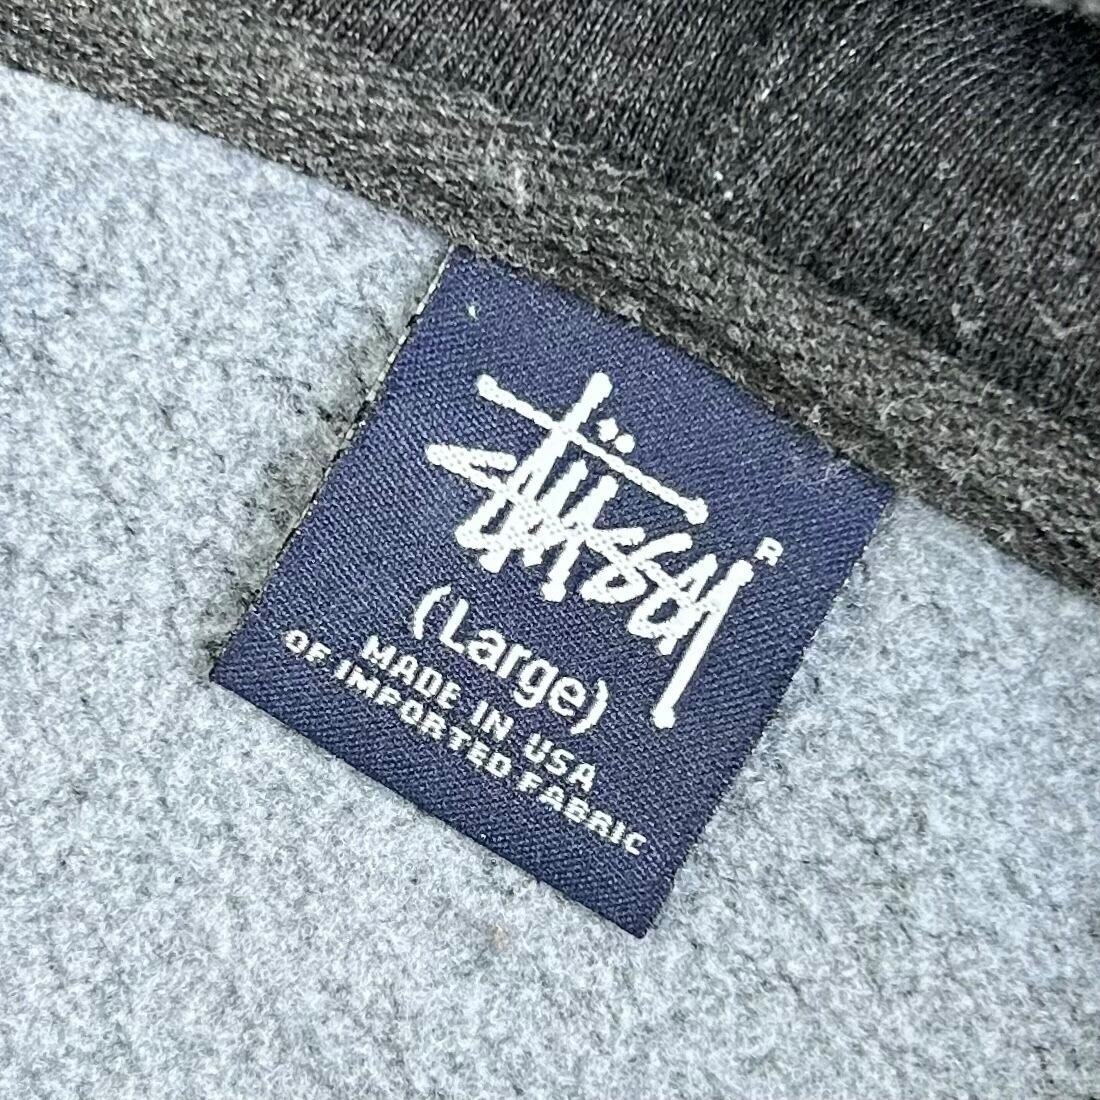 Stüssy
R
(Large)
MADE IN USA
OF IMPORTED FABRIC